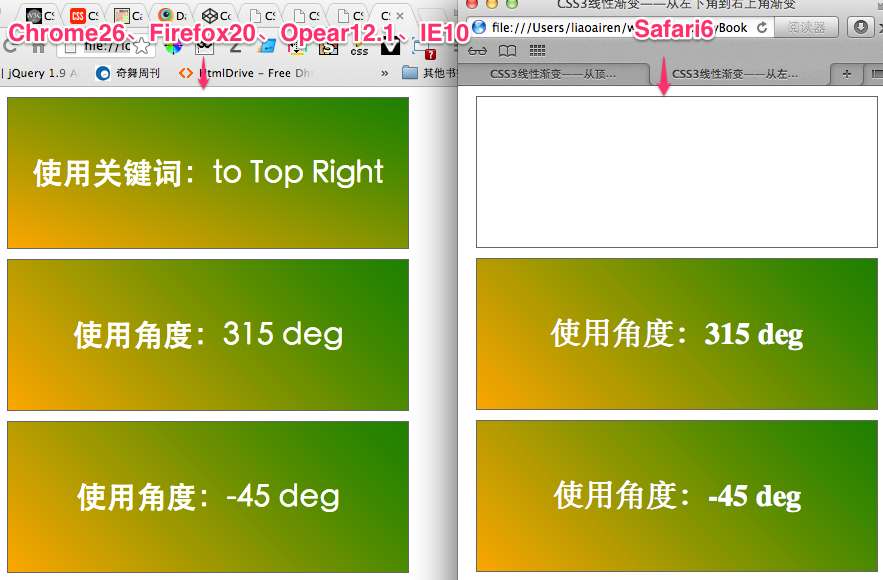 CSS3线性渐变——从左下角到右上角渐变
Chrome26、Firefox20、Opear12.1、IE10
Safari6
file:///Users/liaoairen/w
/Book
阅读器
file://lo
jQuery 1.9
奇舞周刊
HtmlDrive - Free Dh
»
其他书
CSS3线性渐变——从顶...
CSS3线性渐变——从左...
使用关键词：to Top Right
使用角度：315 deg
使用角度：315 deg
使用角度：-45 deg
使用角度：-45 deg